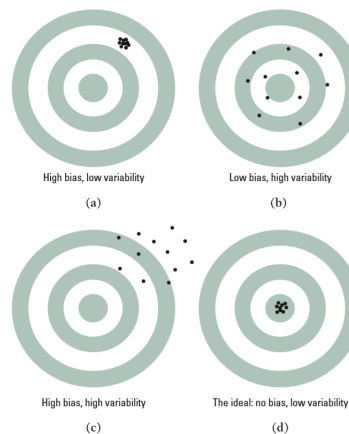 High bias, low variability
Low bias, high variability
(a)
(b)
High bias, high variability
The ideal: no bias, low variability
(c)
(d)